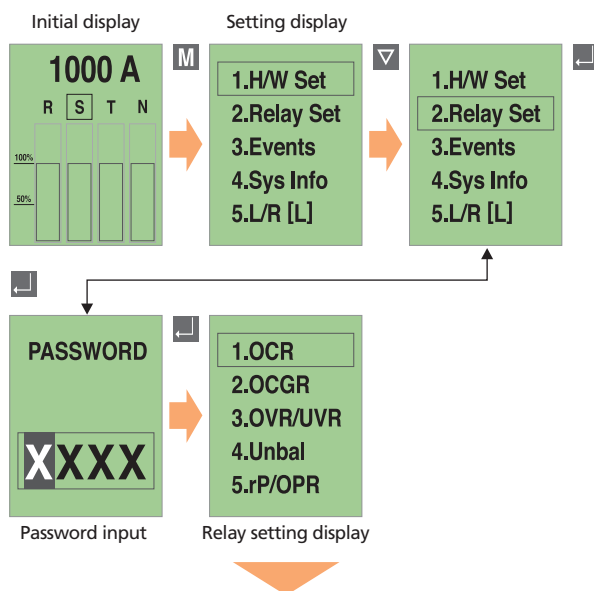 Initial display
Setting display
1000 A
R S T N
100%
50%
M
1.H/W Set
2.Relay Set
3.Events
4.Sys Info
5.L/R [L]
1.H/W Set
2.Relay Set
3.Events
4.Sys Info
5.L/R [L]
PASSWORD
XXXX
Password input
1.OCR
2.OCGR
3.OVR/UVR
4.Unbal
5.rP/OPR
Relay setting display